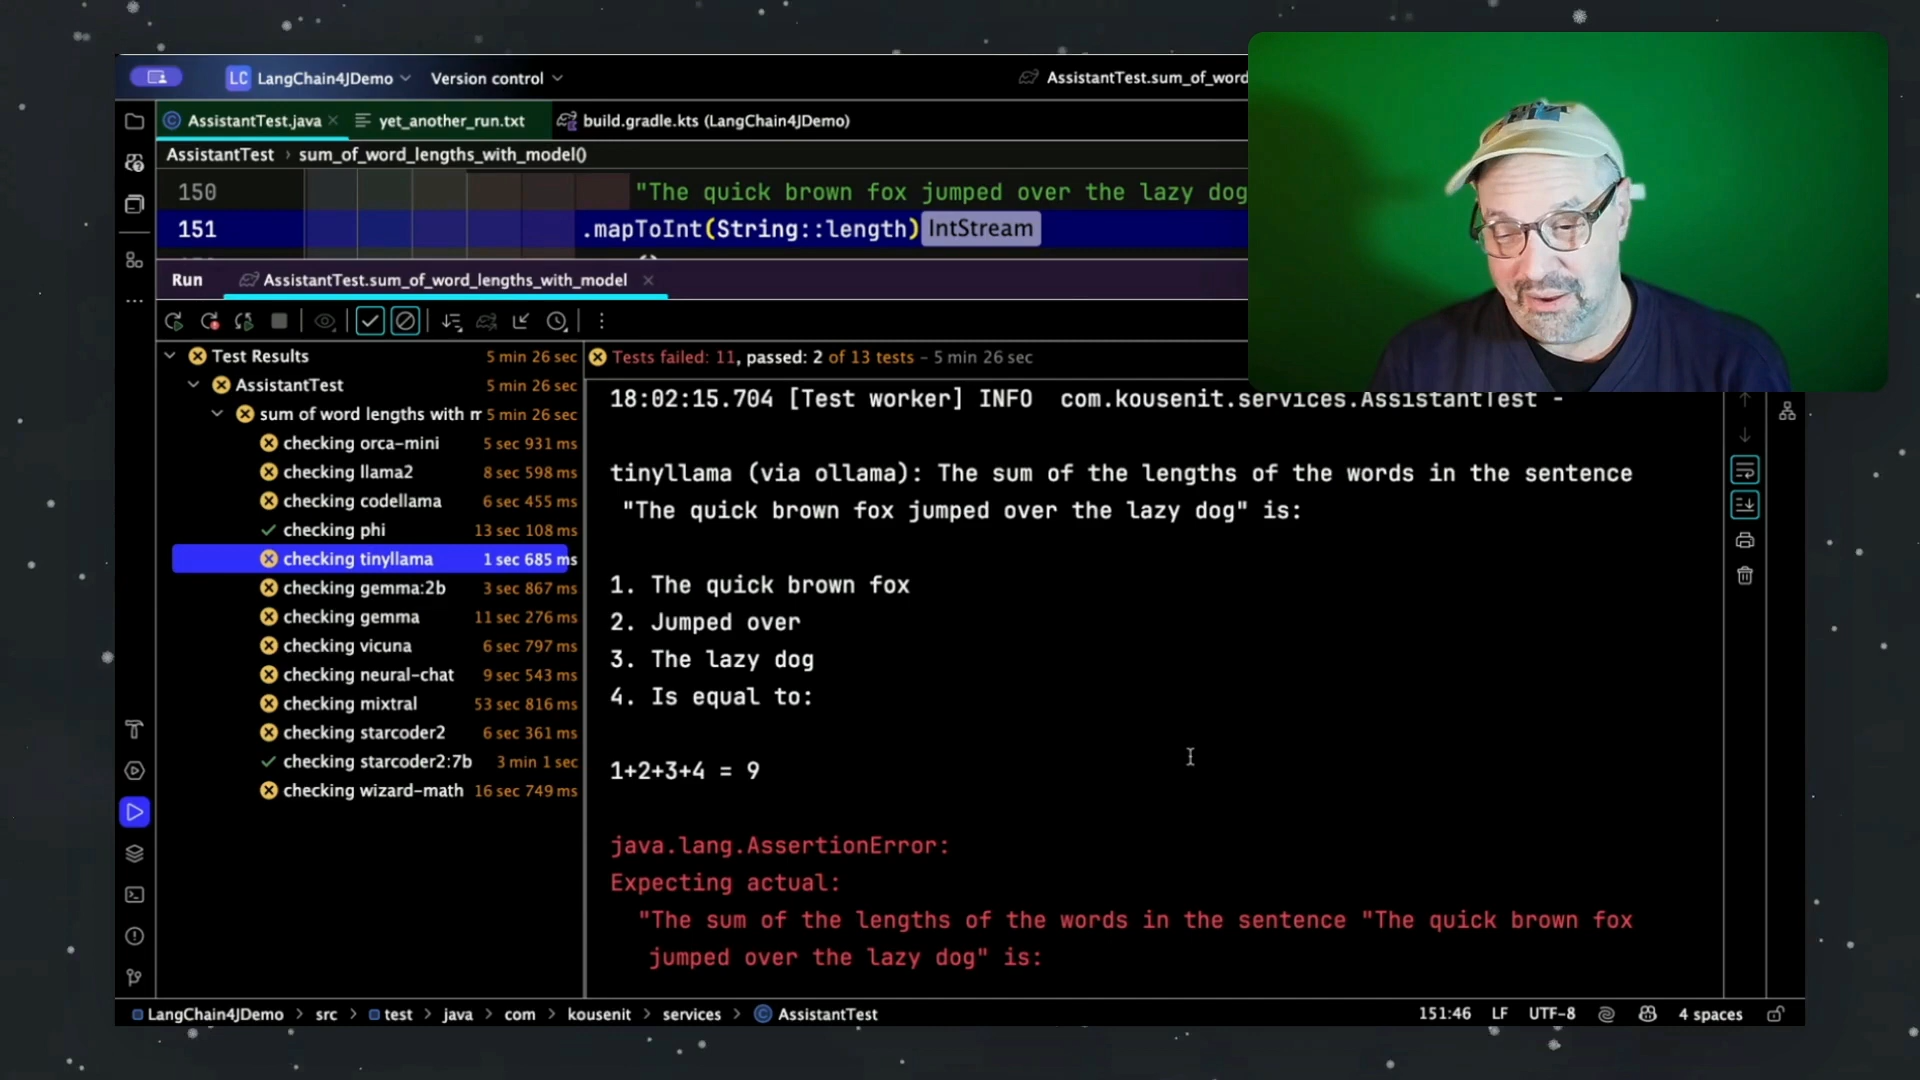 LC LangChain4JDemo Version control AssistantTest.sum_of_word
AssistantTest.java yet_another_run.txt build.gradle.kts (LangChain4JDemo)
AssistantTest › sum_of_word_lengths_with_model()
150 "The quick brown fox jumped over the lazy dog
151 .mapToInt(String::length) IntStream
Run AssistantTest.sum_of_word_lengths_with_model
Test Results 5 min 26 sec
Tests failed: 11, passed: 2 of 13 tests – 5 min 26 sec
AssistantTest 5 min 26 sec
sum of word lengths with m 5 min 26 sec
checking orca-mini 5 sec 931 ms
checking llama2 8 sec 598 ms
checking codellama 6 sec 455 ms
checking phi 13 sec 108 ms
checking tinyllama 1 sec 685 ms
checking gemma:2b 3 sec 867 ms
checking gemma 11 sec 276 ms
checking vicuna 6 sec 797 ms
checking neural-chat 9 sec 543 ms
checking mixtral 53 sec 816 ms
checking starcoder2 6 sec 361 ms
checking starcoder2:7b 3 min 1 sec
checking wizard-math 16 sec 749 ms
18:02:15.704 [Test worker] INFO com.kousenit.services.AssistantTest -
tinyllama (via ollama): The sum of the lengths of the words in the sentence
"The quick brown fox jumped over the lazy dog" is:
1. The quick brown fox
2. Jumped over
3. The lazy dog
4. Is equal to:
1+2+3+4 = 9
java.lang.AssertionError:
Expecting actual:
"The sum of the lengths of the words in the sentence "The quick brown fox
jumped over the lazy dog" is:
LangChain4JDemo › src › test › java › com › kousenit › services › AssistantTest 151:46 LF UTF-8 4 spaces